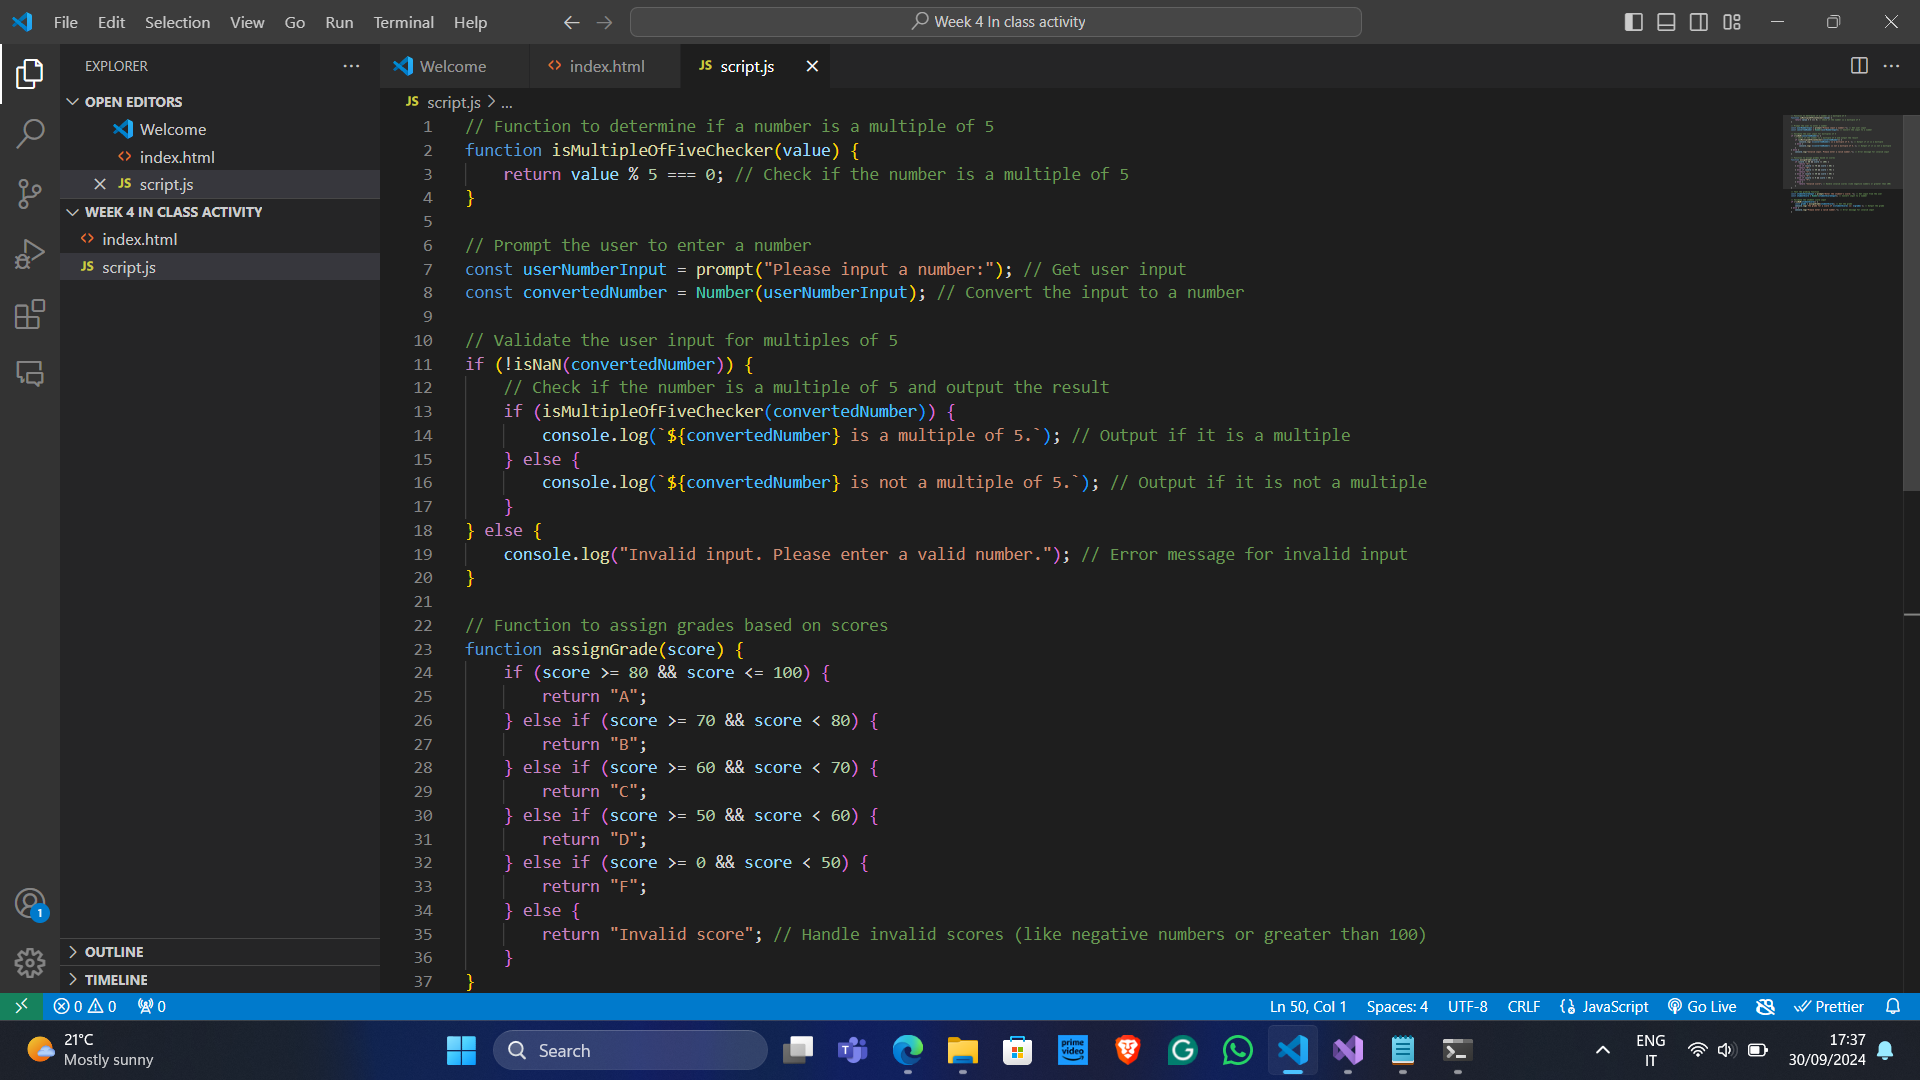 File Edit Selection View Go Run Terminal Help
Week 4 In class activity
EXPLORER
OPEN EDITORS
Welcome
index.html
JS script.js
WEEK 4 IN CLASS ACTIVITY
index.html
JS script.js
OUTLINE
TIMELINE
Welcome index.html JS script.js
JS script.js > ...
1 // Function to determine if a number is a multiple of 5
2 function isMultipleOfFiveChecker(value) {
3 return value % 5 === 0; // Check if the number is a multiple of 5
4 }
5
6 // Prompt the user to enter a number
7 const userNumberInput = prompt("Please input a number:"); // Get user input
8 const convertedNumber = Number(userNumberInput); // Convert the input to a number
9
10 // Validate the user input for multiples of 5
11 if (!isNaN(convertedNumber)) {
12 // Check if the number is a multiple of 5 and output the result
13 if (isMultipleOfFiveChecker(convertedNumber)) {
14 console.log(`${convertedNumber} is a multiple of 5.`); // Output if it is a multiple
15 } else {
16 console.log(`${convertedNumber} is not a multiple of 5.`); // Output if it is not a multiple
17 }
18 } else {
19 console.log("Invalid input. Please enter a valid number."); // Error message for invalid input
20 }
21
22 // Function to assign grades based on scores
23 function assignGrade(score) {
24 if (score >= 80 && score <= 100) {
25 return "A";
26 } else if (score >= 70 && score < 80) {
27 return "B";
28 } else if (score >= 60 && score < 70) {
29 return "C";
30 } else if (score >= 50 && score < 60) {
31 return "D";
32 } else if (score >= 0 && score < 50) {
33 return "F";
34 } else {
35 return "Invalid score"; // Handle invalid scores (like negative numbers or greater than 100)
36 }
37 }
1
0 0 0 Ln 50, Col 1 Spaces: 4 UTF-8 CRLF JavaScript Go Live Prettier
21°C
Mostly sunny
Search
prime video
ENG
IT
17:37
30/09/2024